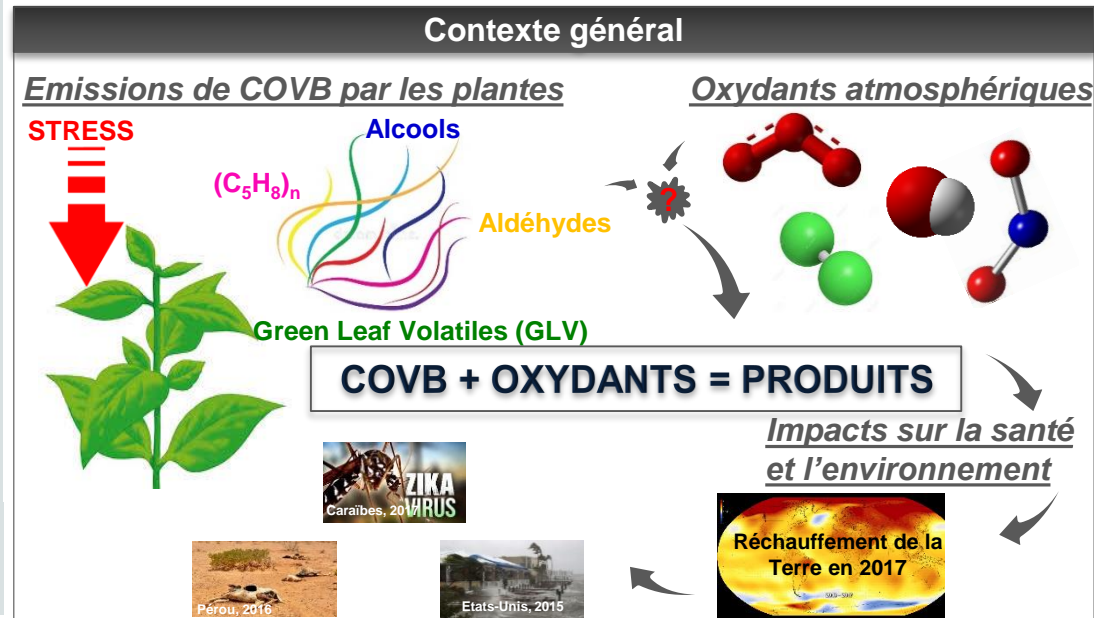 Contexte général
Emissions de COVB par les plantes
Oxydants atmosphériques
STRESS
Alcools
(C₅H₈)ₙ
Aldéhydes
?
Green Leaf Volatiles (GLV)
COVB + OXYDANTS = PRODUITS
Impacts sur la santé
et l’environnement
ZIKA
VIRUS
Caraïbes, 2017
Réchauffement de la
Terre en 2017
Pérou, 2016
Etats-Unis, 2015